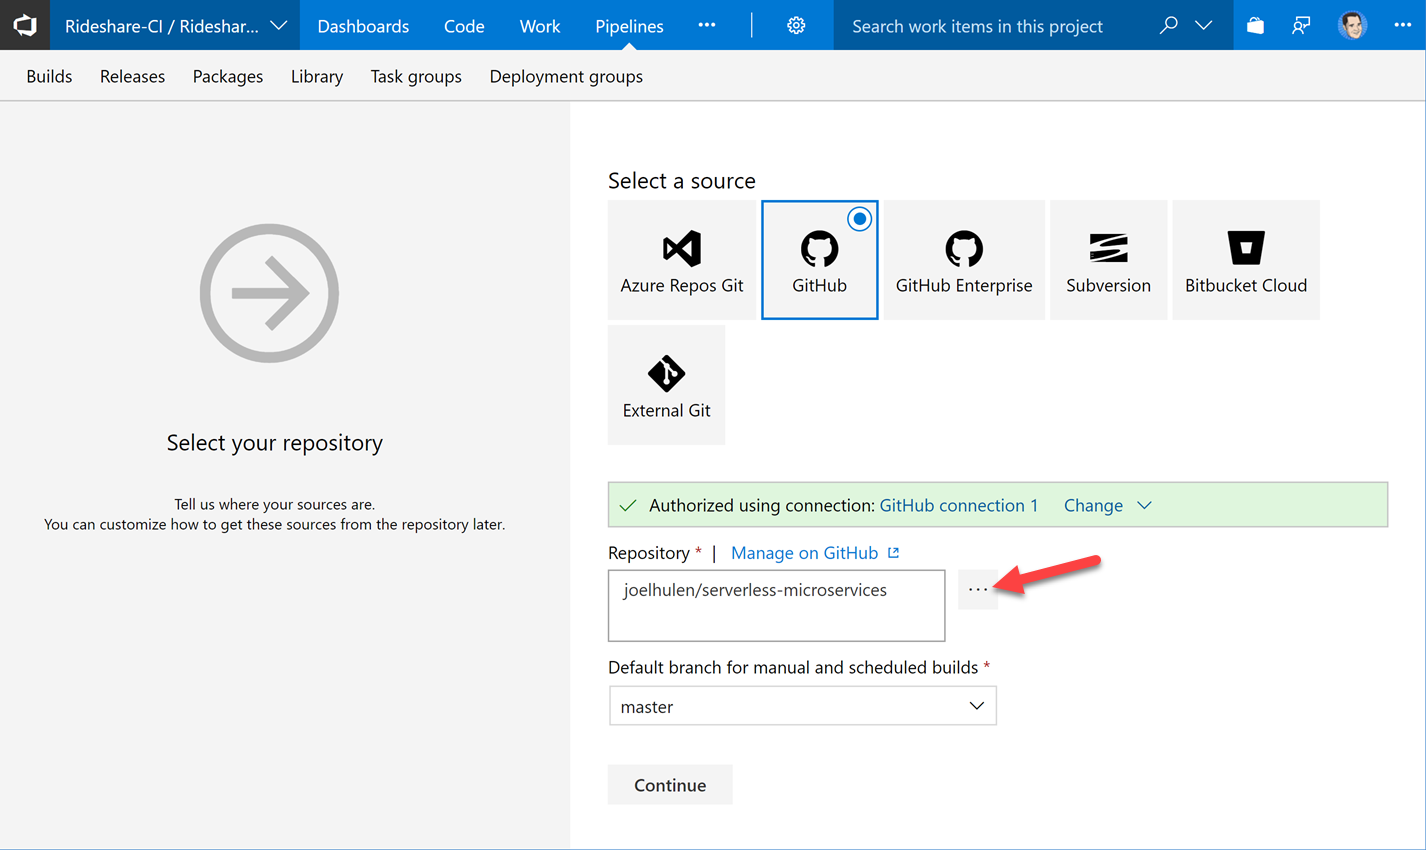 Rideshare-CI / Rideshar...
Dashboards
Code
Work
Pipelines
...
Search work items in this project
...
Builds
Releases
Packages
Library
Task groups
Deployment groups
Select your repository
Tell us where your sources are.
You can customize how to get these sources from the repository later.
Select a source
Azure Repos Git
GitHub
GitHub Enterprise
Subversion
Bitbucket Cloud
External Git
Authorized using connection: GitHub connection 1 Change
Repository * | Manage on GitHub
joelhulen/serverless-microservices
...
Default branch for manual and scheduled builds *
master
Continue